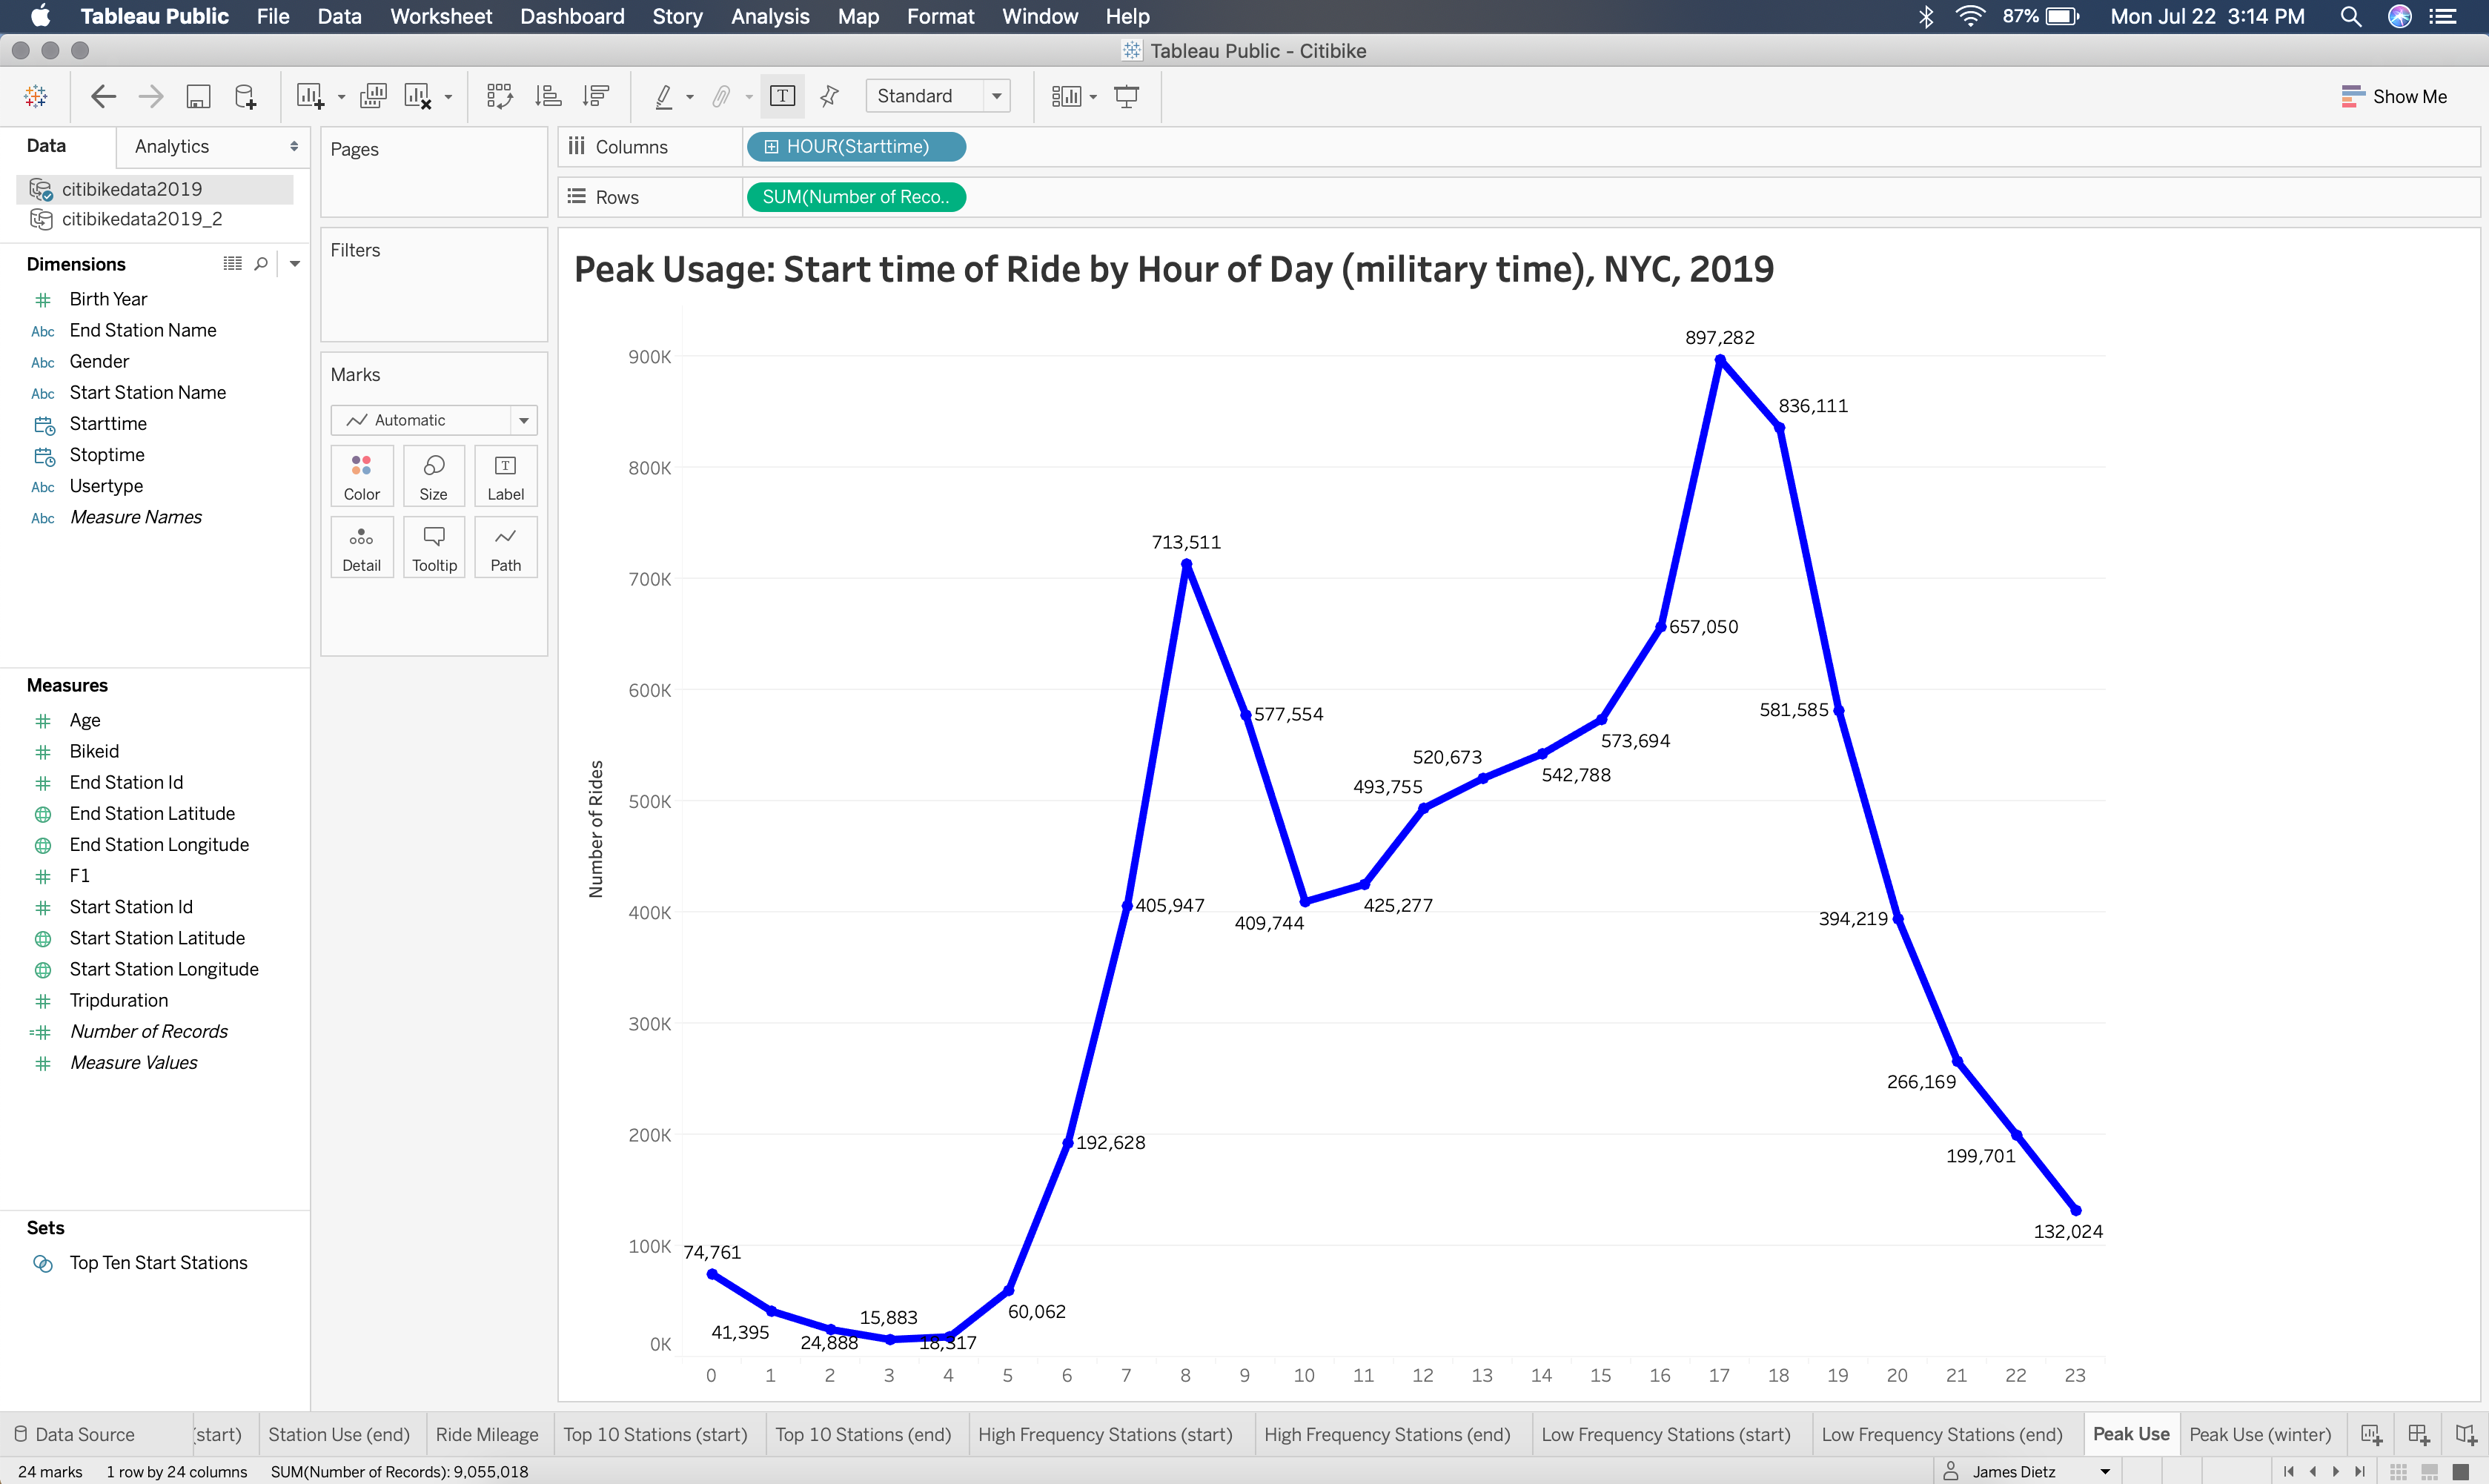 Tableau Public File Data Worksheet Dashboard Story Analysis Map Format Window Help 87% Mon Jul 22 3:14 PM
Tableau Public - Citibike
Standard Show Me
Data Analytics
citibikedata2019
citibikedata2019_2
Dimensions
# Birth Year
Abc End Station Name
Abc Gender
Abc Start Station Name
Starttime
Stoptime
Abc Usertype
Abc Measure Names
Measures
# Age
# Bikeid
# End Station Id
End Station Latitude
End Station Longitude
# F1
# Start Station Id
Start Station Latitude
Start Station Longitude
# Tripduration
=# Number of Records
# Measure Values
Sets
Top Ten Start Stations
Pages
Filters
Marks
Automatic
Color Size Label
Detail Tooltip Path
Columns HOUR(Starttime)
Rows SUM(Number of Reco..
Peak Usage: Start time of Ride by Hour of Day (military time), NYC, 2019
Number of Rides
900K
800K
700K
600K
500K
400K
300K
200K
100K
0K
74,761
41,395
24,888
15,883
18,317
60,062
192,628
405,947
713,511
577,554
409,744
425,277
493,755
520,673
542,788
573,694
657,050
897,282
836,111
581,585
394,219
266,169
199,701
132,024
0 1 2 3 4 5 6 7 8 9 10 11 12 13 14 15 16 17 18 19 20 21 22 23
Data Source (start) Station Use (end) Ride Mileage Top 10 Stations (start) Top 10 Stations (end) High Frequency Stations (start) High Frequency Stations (end) Low Frequency Stations (start) Low Frequency Stations (end) Peak Use Peak Use (winter)
24 marks 1 row by 24 columns SUM(Number of Records): 9,055,018 James Dietz